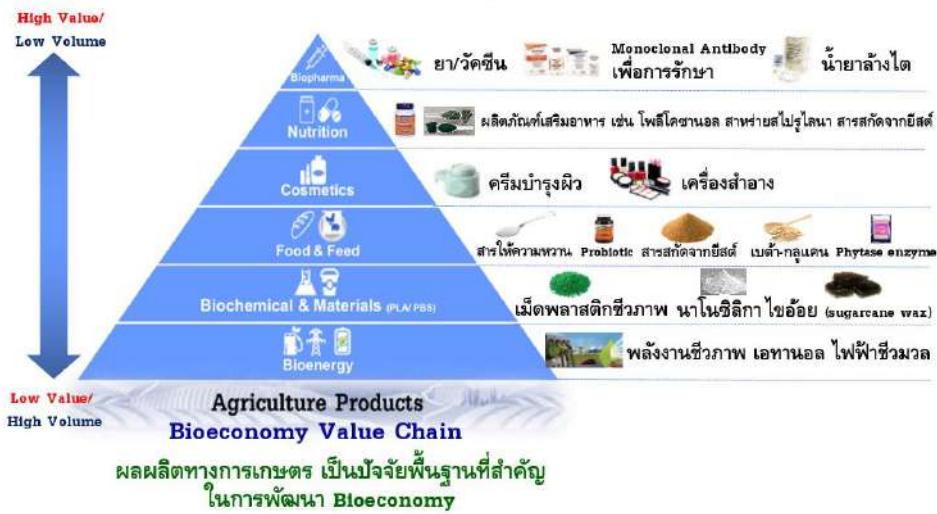 High Value/
Low Volume
Biopharma
ยา/วัคซีน
Monoclonal Antibody
เพื่อการรักษา
น้ำยาล้างไต
Nutrition
ผลิตภัณฑ์เสริมอาหาร เช่น โพลีโคซานอล สาหร่ายสไปรูไลนา สารสกัดจากยีสต์
Cosmetics
ครีมบำรุงผิว
เครื่องสำอาง
Food & Feed
สารให้ความหวาน Probiotic สารสกัดจากยีสต์ เบต้า-กลูแคน Phytase enzyme
Biochemical & Materials (PLA/ PBS)
เม็ดพลาสติกชีวภาพ นาโนซิลิกา ไขอ้อย (sugarcane wax)
Bioenergy
พลังงานชีวภาพ เอทานอล ไฟฟ้าชีวมวล
Low Value/
High Volume
Agriculture Products
Bioeconomy Value Chain
ผลผลิตทางการเกษตร เป็นปัจจัยพื้นฐานที่สำคัญ
ในการพัฒนา Bioeconomy